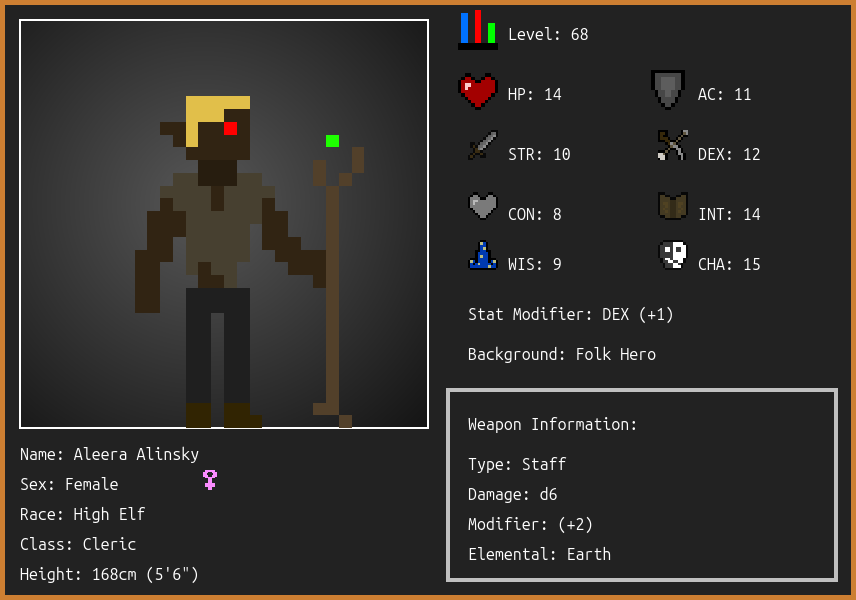 Level: 68
HP: 14
AC: 11
STR: 10
DEX: 12
CON: 8
INT: 14
WIS: 9
CHA: 15
Stat Modifier: DEX (+1)
Background: Folk Hero
Weapon Information:
Type: Staff
Damage: d6
Modifier: (+2)
Elemental: Earth
Name: Aleera Alinsky
Sex: Female
Race: High Elf
Class: Cleric
Height: 168cm (5'6")